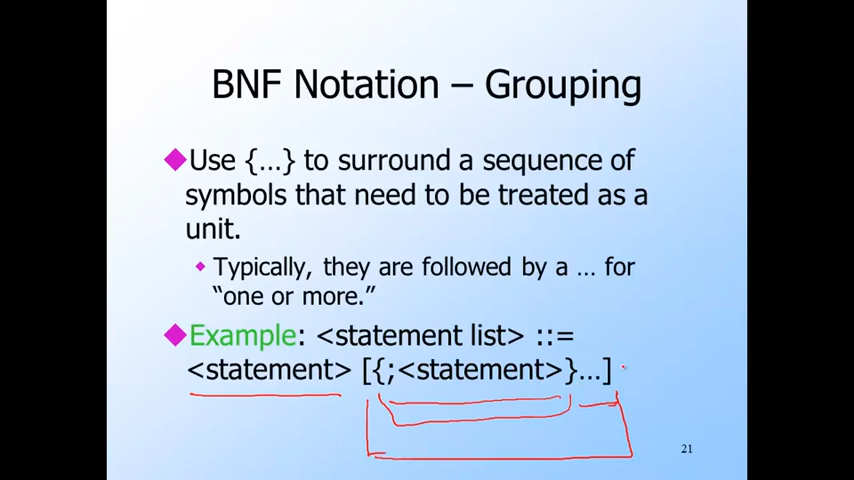 BNF Notation – Grouping
Use {…} to surround a sequence of
symbols that need to be treated as a
unit.
Typically, they are followed by a … for
“one or more.”
Example: <statement list> ::=
<statement> [{;<statement>}…]
21